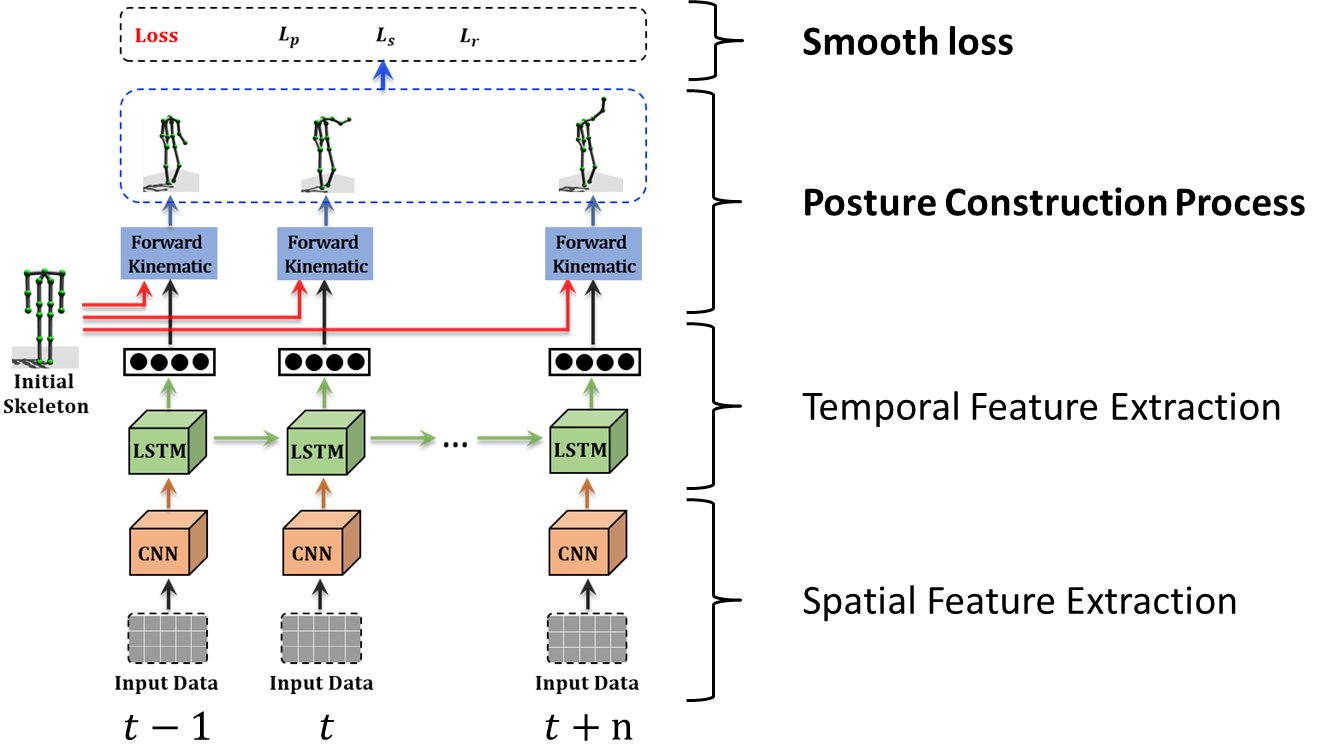 Loss L_p L_s L_r
Smooth loss
Posture Construction Process
Forward
Kinematic
Forward
Kinematic
Forward
Kinematic
Initial
Skeleton
LSTM
LSTM
...
LSTM
Temporal Feature Extraction
CNN
CNN
CNN
Spatial Feature Extraction
Input Data
Input Data
Input Data
t − 1
t
t + n